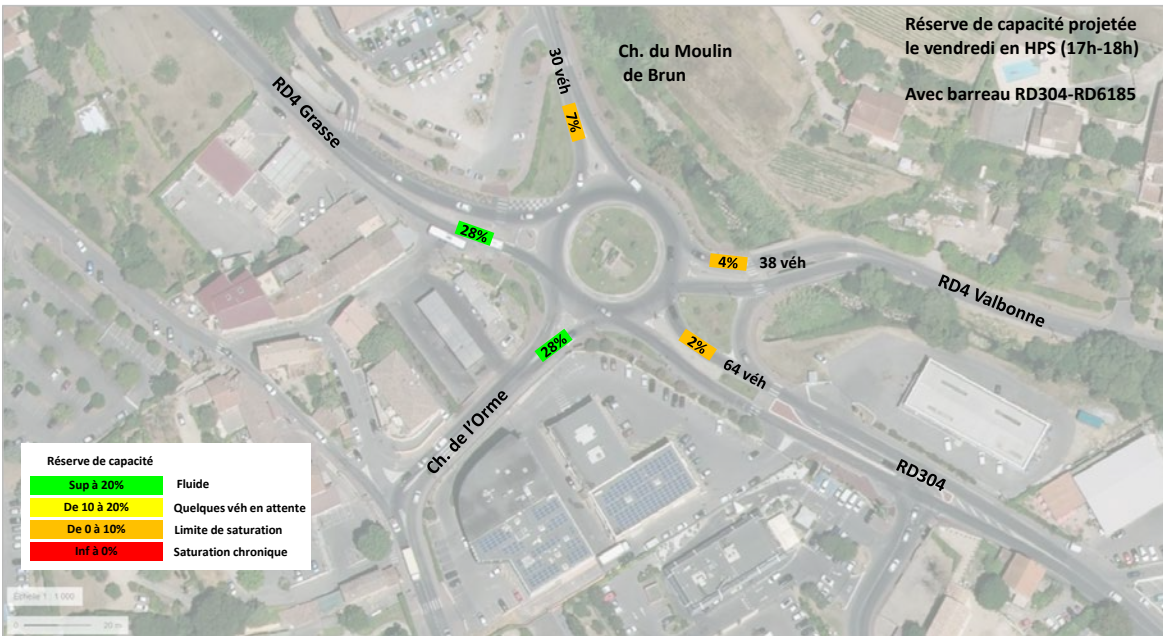 Réserve de capacité projetée
le vendredi en HPS (17h-18h)
Avec barreau RD304-RD6185
Ch. du Moulin
de Brun
30 véh
7%
RD4 Grasse
28%
4% 38 véh
RD4 Valbonne
28%
2% 64 véh
Ch. de l'Orme
RD304
Réserve de capacité
Sup à 20% Fluide
De 10 à 20% Quelques véh en attente
De 0 à 10% Limite de saturation
Inf à 0% Saturation chronique
Echelle 1 : 1 000
0 20 m